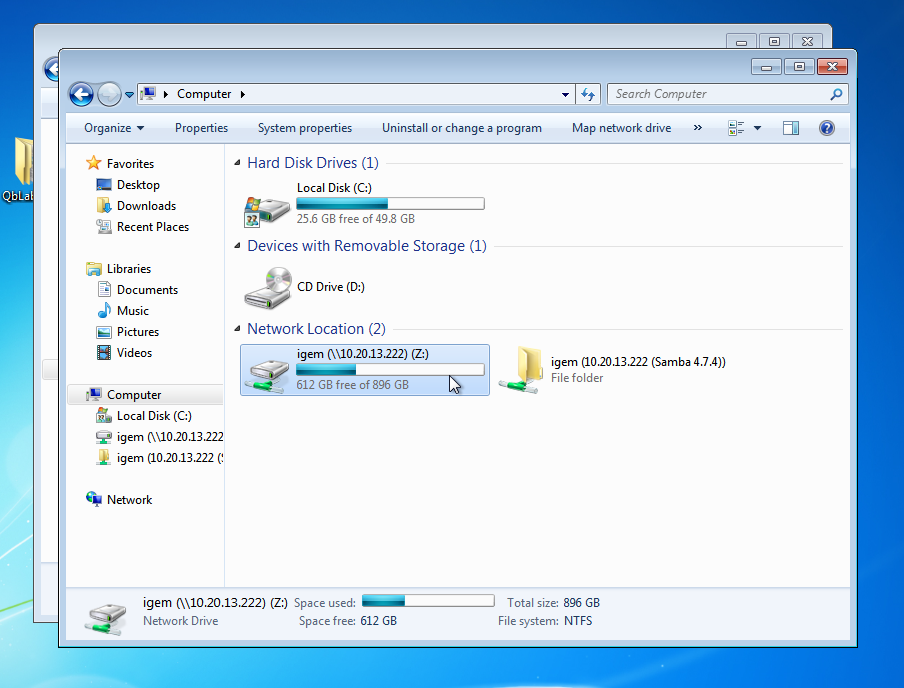 QbLab
Computer
Search Computer
Organize
Properties
System properties
Uninstall or change a program
Map network drive
»
Favorites
Desktop
Downloads
Recent Places
Libraries
Documents
Music
Pictures
Videos
Computer
Local Disk (C:)
igem (\\10.20.13.222
igem (10.20.13.222 (S
Network
Hard Disk Drives (1)
Local Disk (C:)
25.6 GB free of 49.8 GB
Devices with Removable Storage (1)
CD Drive (D:)
Network Location (2)
igem (\\10.20.13.222) (Z:)
612 GB free of 896 GB
igem (10.20.13.222 (Samba 4.7.4))
File folder
igem (\\10.20.13.222) (Z:) Space used: Total size: 896 GB
Network Drive Space free: 612 GB File system: NTFS